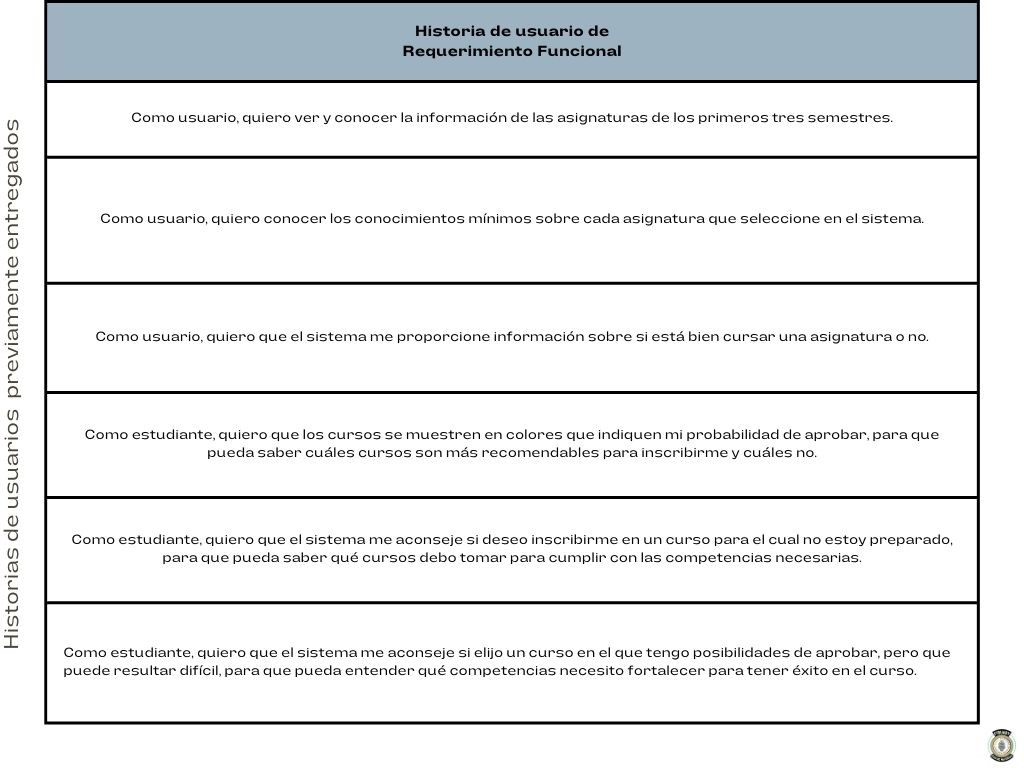 Historias de usuarios previamente entregados
Historia de usuario de
Requerimiento Funcional
Como usuario, quiero ver y conocer la información de las asignaturas de los primeros tres semestres.
Como usuario, quiero conocer los conocimientos mínimos sobre cada asignatura que seleccione en el sistema.
Como usuario, quiero que el sistema me proporcione información sobre si está bien cursar una asignatura o no.
Como estudiante, quiero que los cursos se muestren en colores que indiquen mi probabilidad de aprobar, para que
pueda saber cuáles cursos son más recomendables para inscribirme y cuáles no.
Como estudiante, quiero que el sistema me aconseje si deseo inscribirme en un curso para el cual no estoy preparado,
para que pueda saber qué cursos debo tomar para cumplir con las competencias necesarias.
Como estudiante, quiero que el sistema me aconseje si elijo un curso en el que tengo posibilidades de aprobar, pero que
puede resultar difícil, para que pueda entender qué competencias necesito fortalecer para tener éxito en el curso.